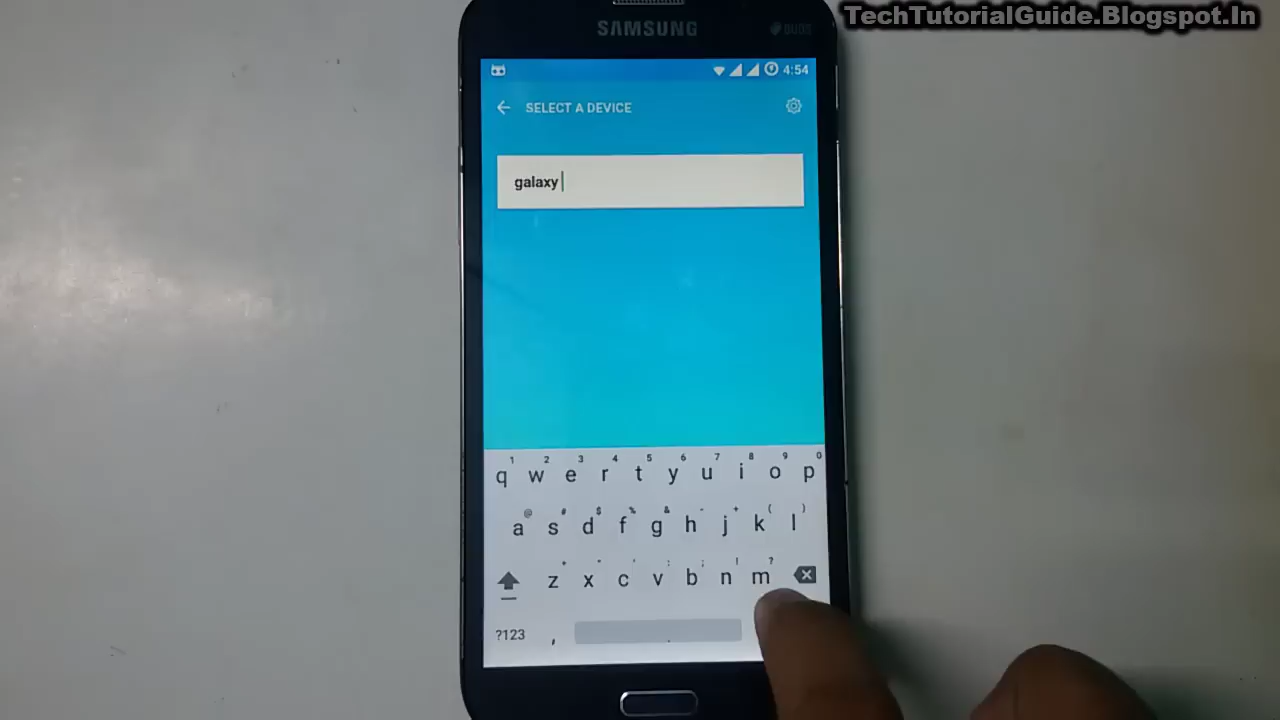 TechTutorialGuide.Blogspot.In
SAMSUNG
DUOS
4:54
SELECT A DEVICE
galaxy
1 2 3 4 5 6 7 8 9 0
q w e r t y u i o p
@ # $ % & - + ( )
a s d f g h j k l
* " ' : ; ! ?
z x c v b n m
?123 , .